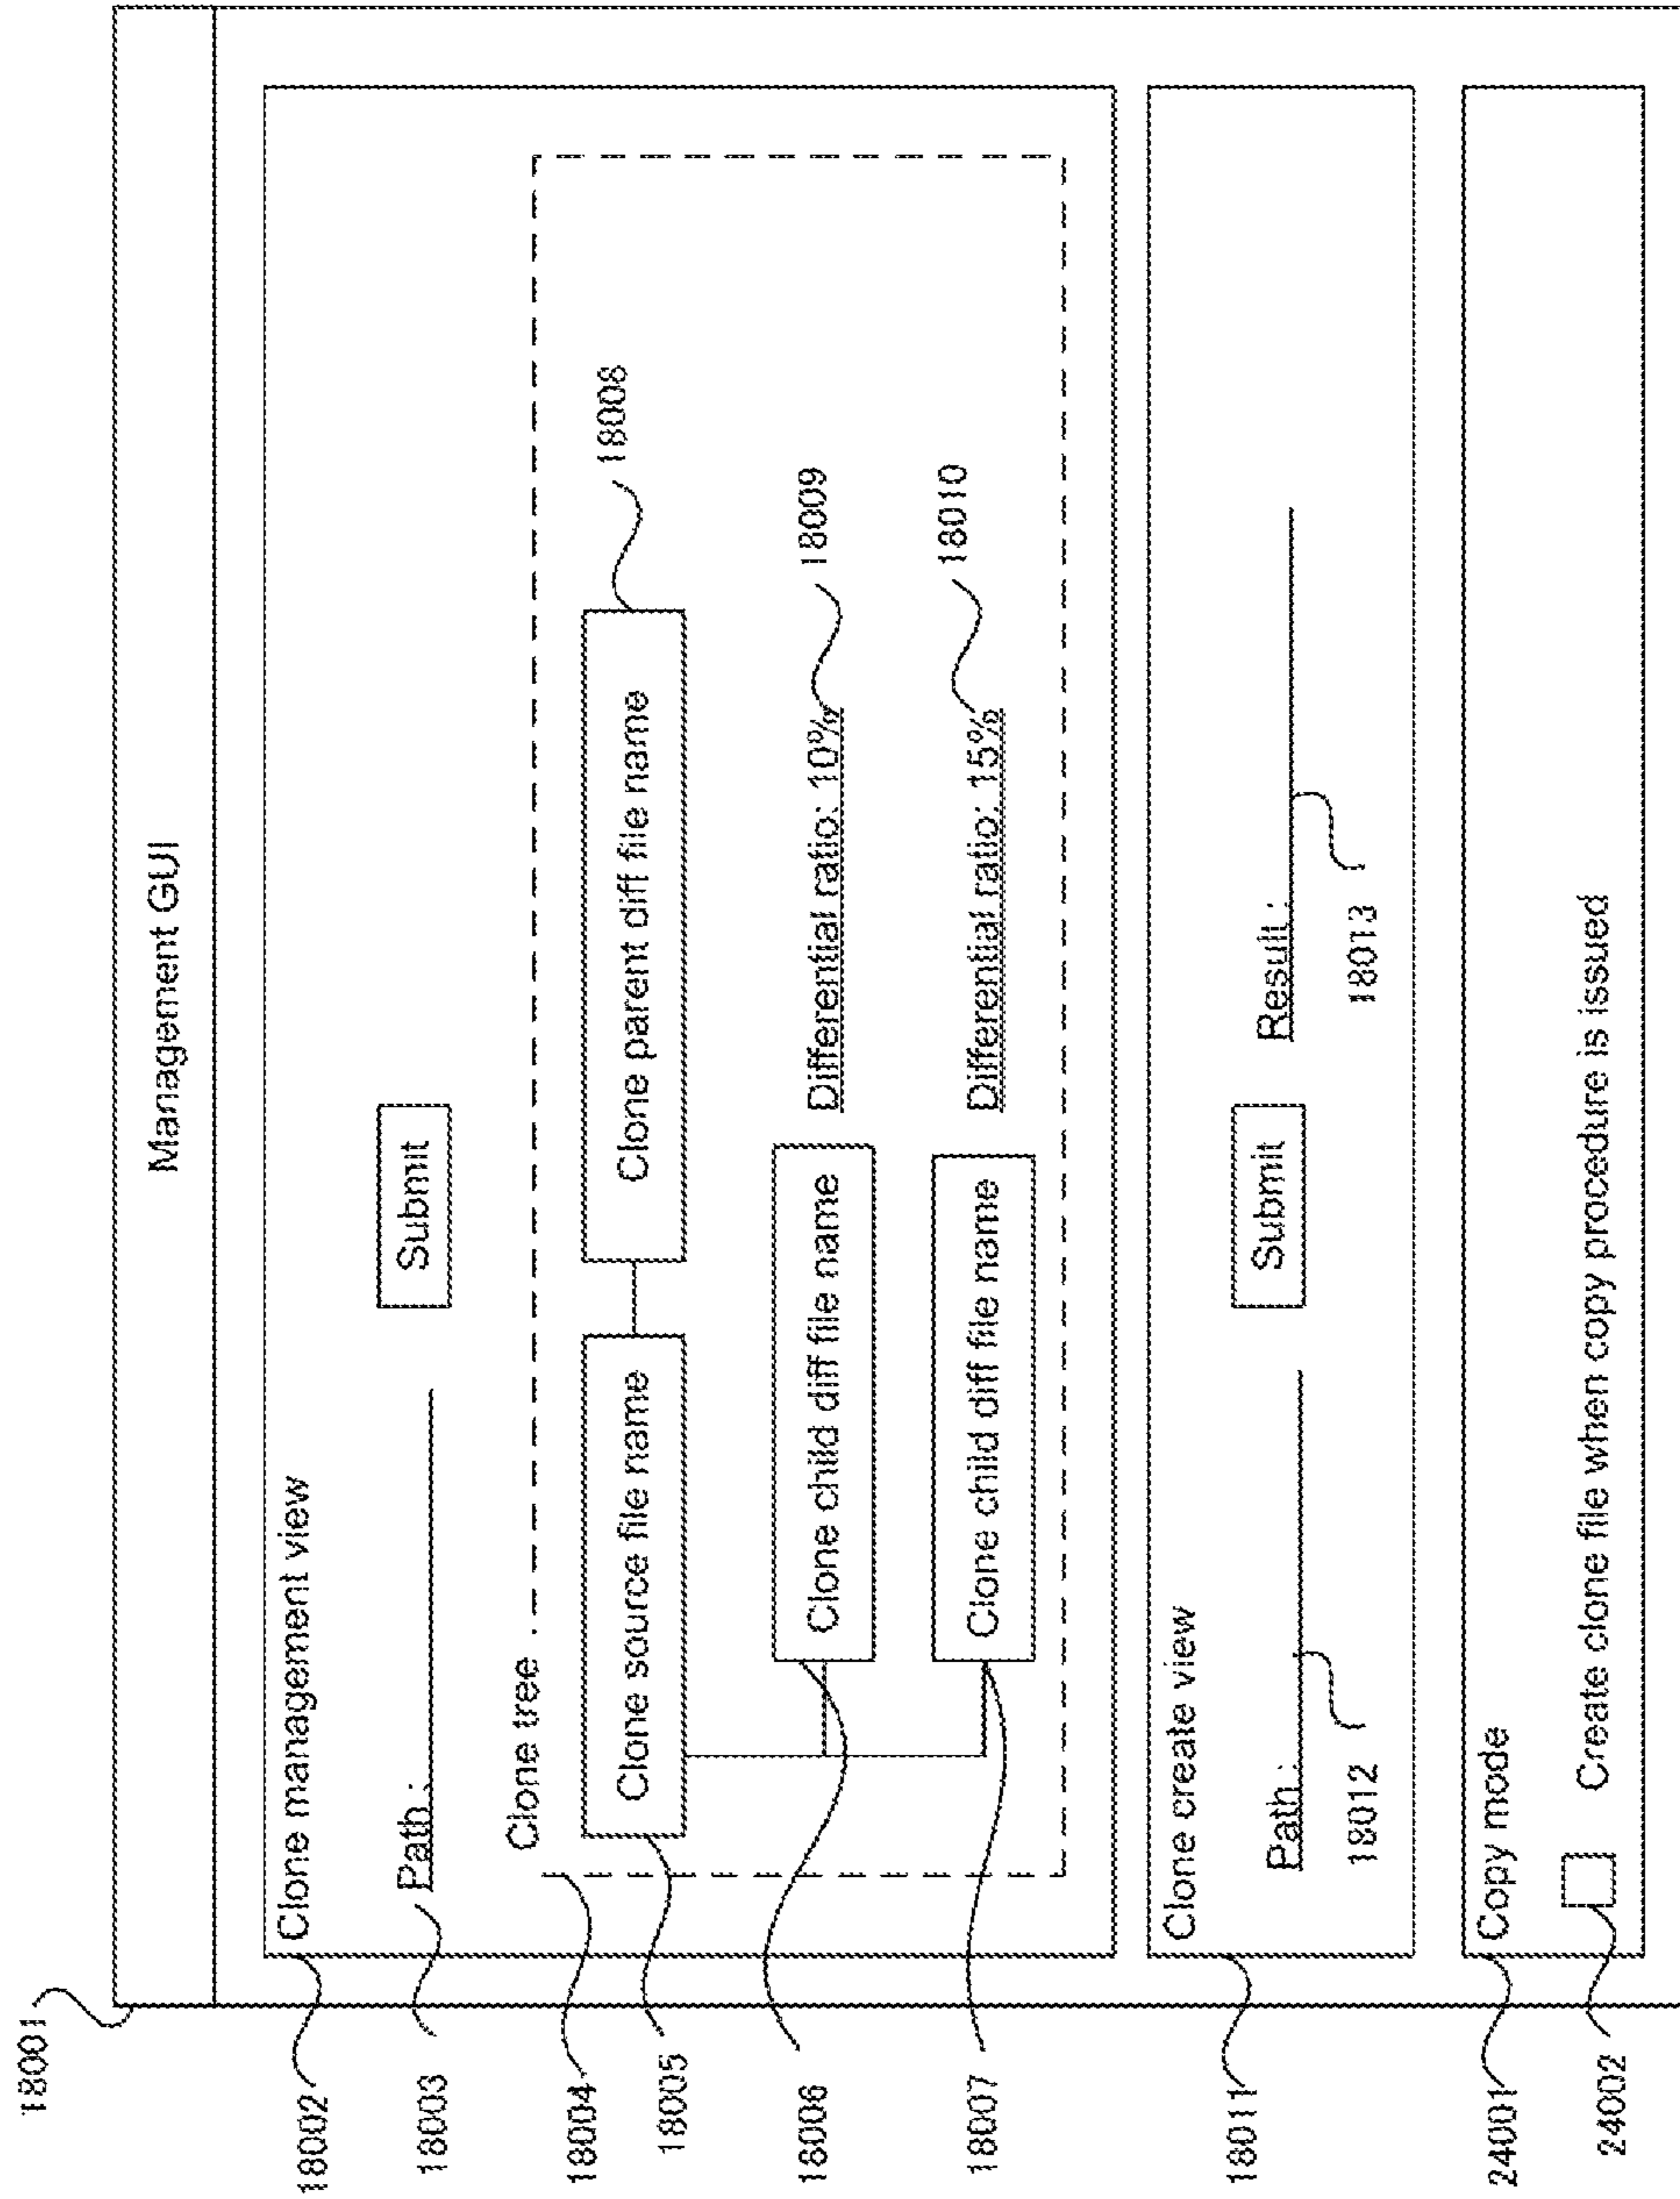 18001
Management GUI
18002
Clone management view
18003
Path :
Submit
18004
Clone tree
18005
Clone source file name
Clone parent diff file name
18008
18006
Clone child diff file name
Differential ratio: 10%
18009
18007
Clone child diff file name
Differential ratio: 15%
18010
18011
Clone create view
Path :
Submit
Result :
18012
18013
24001
Copy mode
24002
Create clone file when copy procedure is issued